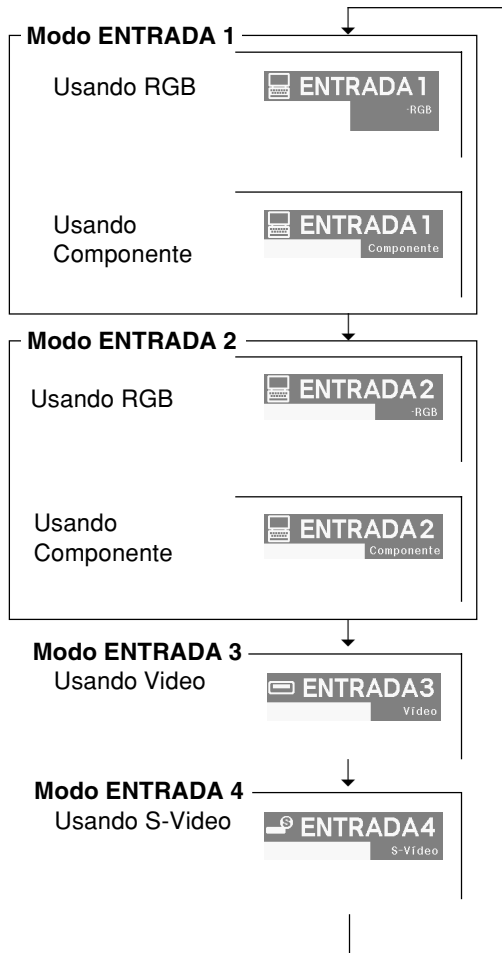 Modo ENTRADA 1
Usando RGB
ENTRADA1
-RGB
Usando
Componente
ENTRADA1
Componente
Modo ENTRADA 2
Usando RGB
ENTRADA2
-RGB
Usando
Componente
ENTRADA2
Componente
Modo ENTRADA 3
Usando Video
ENTRADA3
Vídeo
Modo ENTRADA 4
Usando S-Video
S
ENTRADA4
S-Vídeo